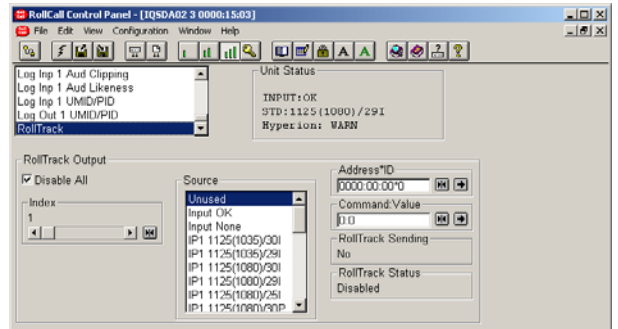 RollCall Control Panel - [IQSDA02 3 0000:15:03]
File Edit View Configuration Window Help
Log Inp 1 Aud Clipping
Log Inp 1 Aud Likeness
Log Inp 1 UMID/PID
Log Out 1 UMID/PID
RollTrack
Unit Status
INPUT:OK
STD:1125(1080)/29I
Hyperion: WARN
RollTrack Output
Disable All
Index
1
Source
Unused
Input OK
Input None
IP1 1125(1035)/30I
IP1 1125(1035)/29I
IP1 1125(1080)/30I
IP1 1125(1080)/29I
IP1 1125(1080)/25I
IP1 1125(1080)/30P
Address*ID
0000:00:00*0
Command:Value
0:0
RollTrack Sending
No
RollTrack Status
Disabled